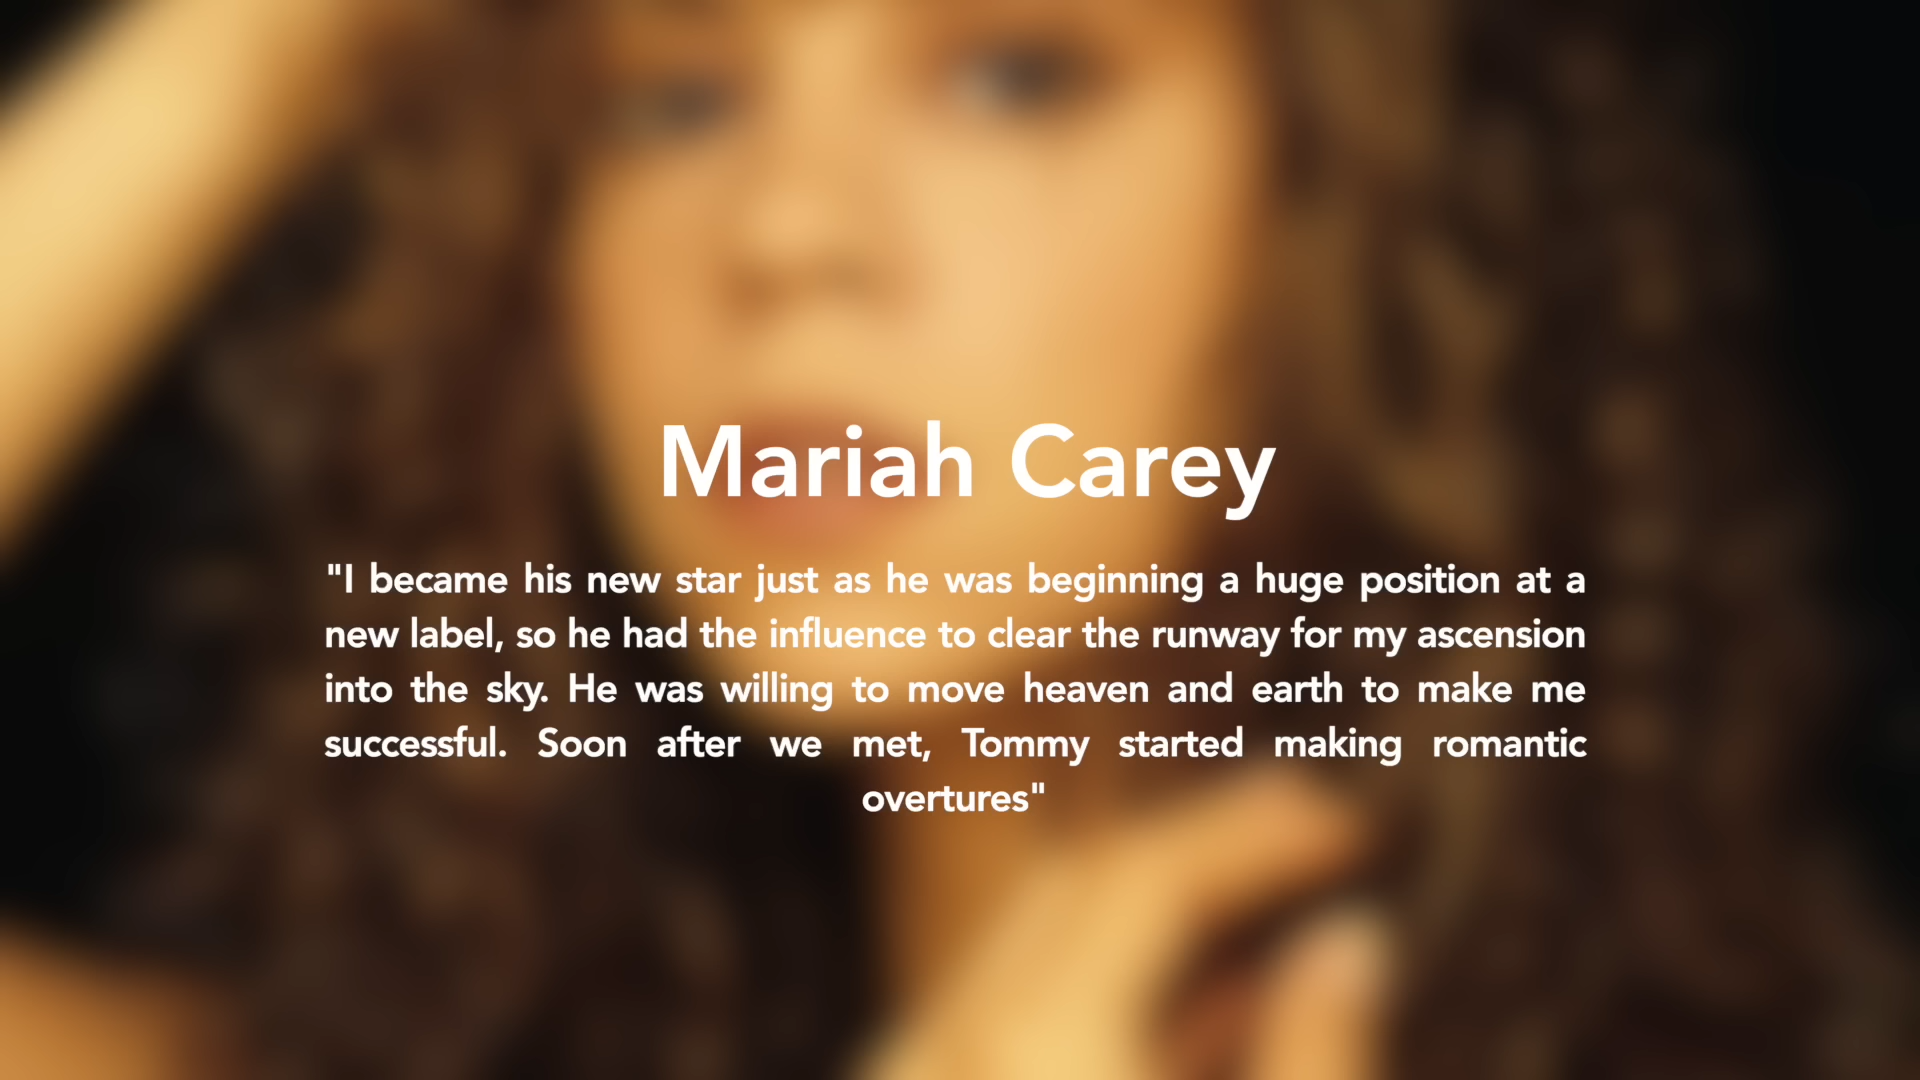 Mariah Carey
"I became his new star just as he was beginning a huge position at a
new label, so he had the influence to clear the runway for my ascension
into the sky. He was willing to move heaven and earth to make me
successful. Soon after we met, Tommy started making romantic
overtures"